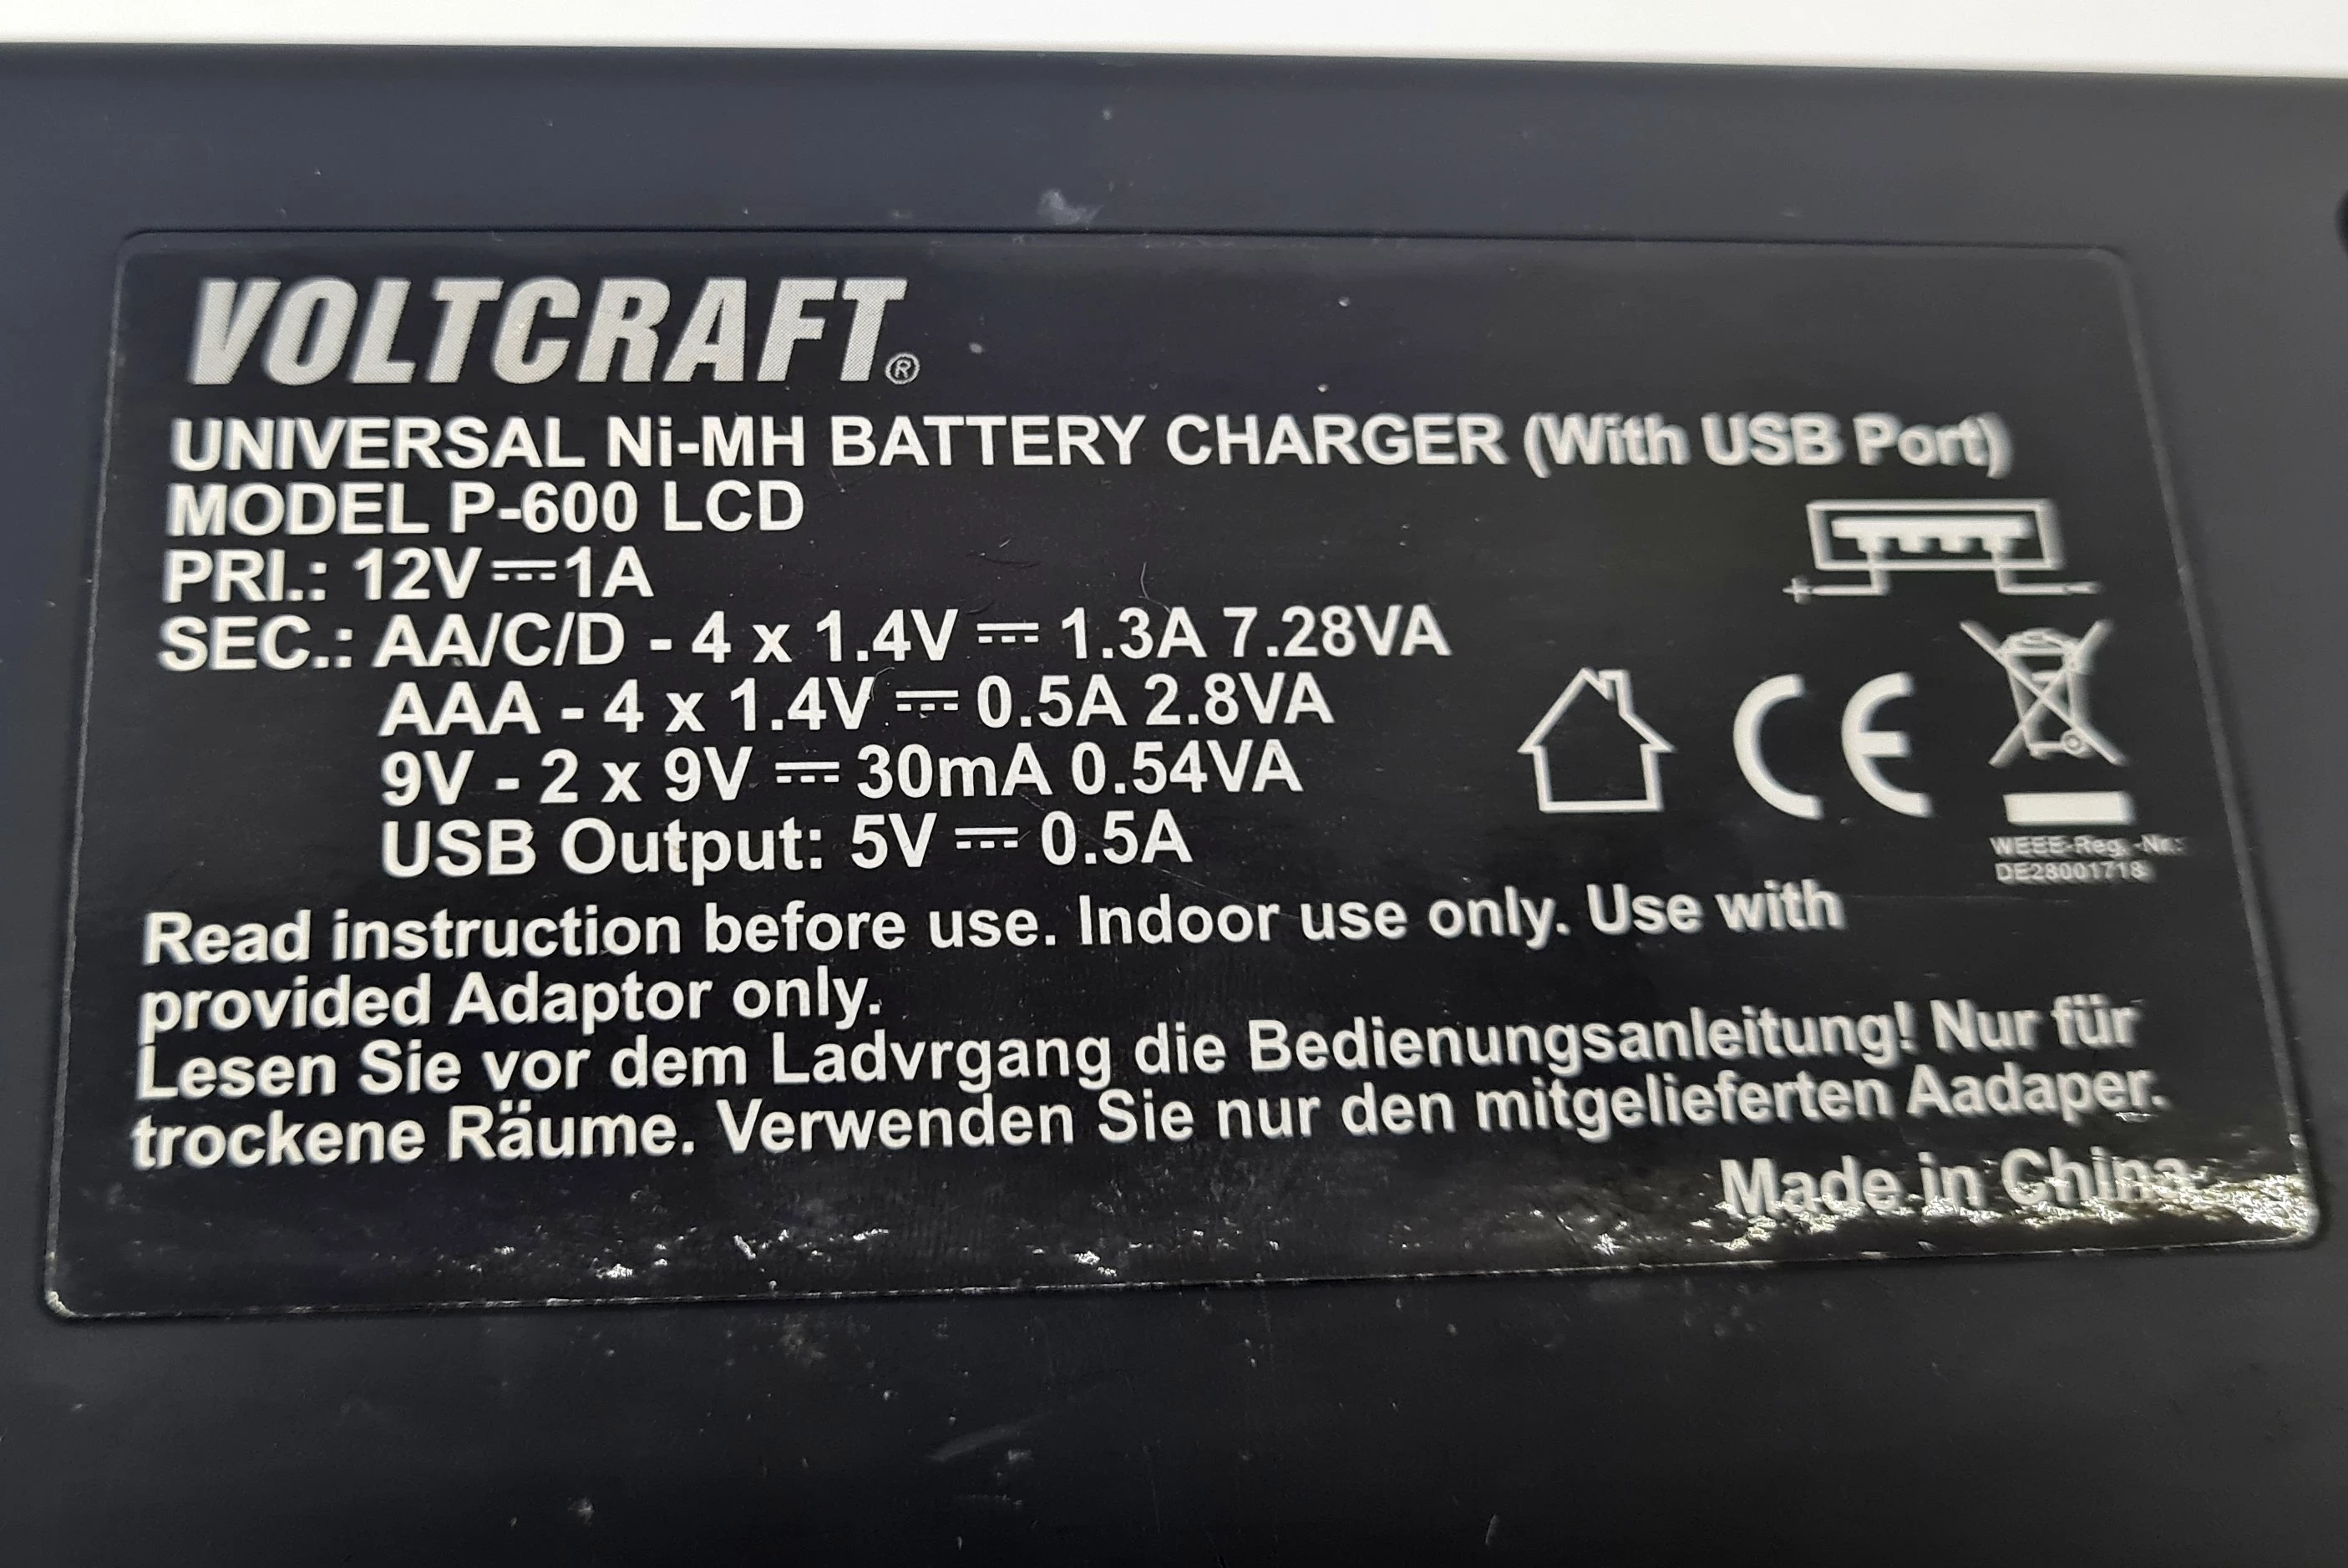 VOLTCRAFT®
UNIVERSAL Ni-MH BATTERY CHARGER (With USB Port)
MODEL P-600 LCD
PRI.: 12V⎓1A
SEC.: AA/C/D - 4 x 1.4V ⎓ 1.3A 7.28VA
AAA - 4 x 1.4V ⎓ 0.5A 2.8VA
9V - 2 x 9V ⎓ 30mA 0.54VA
USB Output: 5V ⎓ 0.5A
+ -
CE
WEEE-Reg. -Nr.:
DE28001718
Read instruction before use. Indoor use only. Use with
provided Adaptor only.
Lesen Sie vor dem Ladvrgang die Bedienungsanleitung! Nur für
trockene Räume. Verwenden Sie nur den mitgelieferten Aadaper.
Made in China